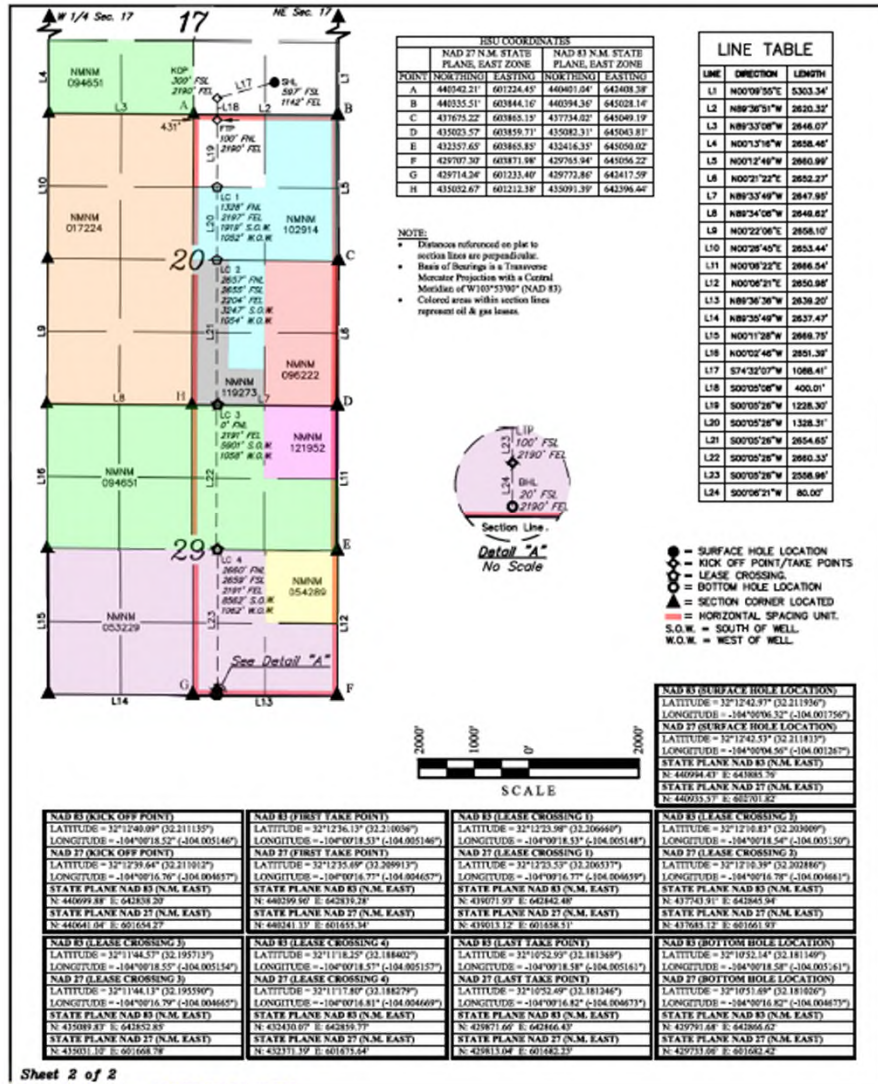 W 1/4 Sec. 17
17
NE Sec. 17
L4
NMNM
094651
L3
KOP
300' FSL
2190' FEL
L17
SHL
597' FSL
1142' FEL
L1
A
L18
L2
B
431'
FTP
100' FNL
2190' FEL
L19
L10
NMNM
017224
LC 1
1328' FNL
2197' FEL
1919' S.O.W.
1052' W.O.W.
L20
NMNM
102914
L5
20
C
LC 2
2657' FNL
2655' FSL
2204' FEL
3247' S.O.W.
1054' W.O.W.
L9
L21
L6
NMNM
096222
NMNM
119273
L8
H
L7
D
LC 3
0' FNL
2191' FEL
5901' S.O.W.
1058' W.O.W.
NMNM
121952
L16
NMNM
094651
L22
L11
29
E
LC 4
2660' FNL
2659' FSL
2191' FEL
8562' S.O.W.
1062' W.O.W.
NMNM
054289
L15
NMNM
053229
L23
L12
See Detail "A"
G
F
L14
L13
HSU COORDINATES
NAD 27 N.M. STATE PLANE, EAST ZONE NAD 83 N.M. STATE PLANE, EAST ZONE
POINT NORTHING EASTING NORTHING EASTING
A 440342.21' 601224.45' 440401.04' 642408.38'
B 440335.51' 603844.16' 440394.36' 645028.14'
C 437675.22' 603865.15' 437734.02' 645049.19'
D 435023.57' 603859.71' 435082.31' 645043.81'
E 432357.65' 603865.85' 432416.35' 645050.02'
F 429707.30' 603871.98' 429765.94' 645056.22'
G 429714.24' 601233.40' 429772.86' 642417.59'
H 435032.67' 601212.38' 435091.39' 642396.44'
NOTE:
• Distances referenced on plat to
section lines are perpendicular.
• Basis of Bearings is a Transverse
Mercator Projection with a Central
Meridian of W103°53'00" (NAD 83)
• Colored areas within section lines
represent oil & gas leases.
LINE TABLE
LINE DIRECTION LENGTH
L1 N00°09'55"E 5303.34'
L2 N89°36'51"W 2620.32'
L3 N89°33'08"W 2646.07'
L4 N00°13'16"W 2658.46'
L5 N00°12'49"W 2660.99'
L6 N00°21'22"E 2652.27'
L7 N89°33'49"W 2647.95'
L8 N89°34'06"W 2649.62'
L9 N00°22'06"E 2658.10'
L10 N00°26'45"E 2653.44'
L11 N00°06'22"E 2666.54'
L12 N00°06'21"E 2650.98'
L13 N89°36'38"W 2639.20'
L14 N89°35'49"W 2637.47'
L15 N00°11'28"W 2669.75'
L16 N00°02'46"W 2651.39'
L17 S74°32'07"W 1088.41'
L18 S00°05'08"W 400.01'
L19 S00°05'26"W 1228.30'
L20 S00°05'26"W 1328.31'
L21 S00°05'26"W 2654.65'
L22 S00°05'26"W 2660.33'
L23 S00°05'26"W 2558.96'
L24 S00°06'21"W 80.00'
LTP
100' FSL
2190' FEL
L23
L24
BHL
20' FSL
2190' FEL
Section Line.
Detail "A"
No Scale
= SURFACE HOLE LOCATION
= KICK OFF POINT/TAKE POINTS
= LEASE CROSSING.
= BOTTOM HOLE LOCATION
= SECTION CORNER LOCATED
= HORIZONTAL SPACING UNIT.
S.O.W. = SOUTH OF WELL.
W.O.W. = WEST OF WELL.
2000' 1000' 0' 2000'
SCALE
NAD 83 (SURFACE HOLE LOCATION)
LATITUDE = 32°12'42.97" (32.211936°)
LONGITUDE = -104°00'06.32" (-104.001756°)
NAD 27 (SURFACE HOLE LOCATION)
LATITUDE = 32°12'42.53" (32.211813°)
LONGITUDE = -104°00'04.56" (-104.001267°)
STATE PLANE NAD 83 (N.M. EAST)
N: 440994.43' E: 643885.76'
STATE PLANE NAD 27 (N.M. EAST)
N: 440935.57' E: 602701.82'
NAD 83 (KICK OFF POINT)
LATITUDE = 32°12'40.09" (32.211135°)
LONGITUDE = -104°00'18.52" (-104.005146°)
NAD 27 (KICK OFF POINT)
LATITUDE = 32°12'39.64" (32.211012°)
LONGITUDE = -104°00'16.76" (-104.004657°)
STATE PLANE NAD 83 (N.M. EAST)
N: 440699.88' E: 642838.20'
STATE PLANE NAD 27 (N.M. EAST)
N: 440641.04' E: 601654.27'
NAD 83 (FIRST TAKE POINT)
LATITUDE = 32°12'36.13" (32.210036°)
LONGITUDE = -104°00'18.53" (-104.005146°)
NAD 27 (FIRST TAKE POINT)
LATITUDE = 32°12'35.69" (32.209913°)
LONGITUDE = -104°00'16.77" (-104.004657°)
STATE PLANE NAD 83 (N.M. EAST)
N: 440299.96' E: 642839.28'
STATE PLANE NAD 27 (N.M. EAST)
N: 440241.13' E: 601655.34'
NAD 83 (LEASE CROSSING 1)
LATITUDE = 32°12'23.98" (32.206660°)
LONGITUDE = -104°00'18.53" (-104.005148°)
NAD 27 (LEASE CROSSING 1)
LATITUDE = 32°12'23.53" (32.206537°)
LONGITUDE = -104°00'16.77" (-104.004659°)
STATE PLANE NAD 83 (N.M. EAST)
N: 439071.93' E: 642842.48'
STATE PLANE NAD 27 (N.M. EAST)
N: 439013.12' E: 601658.51'
NAD 83 (LEASE CROSSING 2)
LATITUDE = 32°12'10.83" (32.203009°)
LONGITUDE = -104°00'18.54" (-104.005150°)
NAD 27 (LEASE CROSSING 2)
LATITUDE = 32°12'10.39" (32.202886°)
LONGITUDE = -104°00'16.78" (-104.004661°)
STATE PLANE NAD 83 (N.M. EAST)
N: 437743.91' E: 642845.94'
STATE PLANE NAD 27 (N.M. EAST)
N: 437685.12' E: 601661.93'
NAD 83 (LEASE CROSSING 3)
LATITUDE = 32°11'44.57" (32.195713°)
LONGITUDE = -104°00'18.55" (-104.005154°)
NAD 27 (LEASE CROSSING 3)
LATITUDE = 32°11'44.13" (32.195590°)
LONGITUDE = -104°00'16.79" (-104.004665°)
STATE PLANE NAD 83 (N.M. EAST)
N: 435089.83' E: 642852.85'
STATE PLANE NAD 27 (N.M. EAST)
N: 435031.10' E: 601668.78'
NAD 83 (LEASE CROSSING 4)
LATITUDE = 32°11'18.25" (32.188402°)
LONGITUDE = -104°00'18.57" (-104.005157°)
NAD 27 (LEASE CROSSING 4)
LATITUDE = 32°11'17.80" (32.188279°)
LONGITUDE = -104°00'16.81" (-104.004669°)
STATE PLANE NAD 83 (N.M. EAST)
N: 432430.07' E: 642859.77'
STATE PLANE NAD 27 (N.M. EAST)
N: 432371.39' E: 601675.64'
NAD 83 (LAST TAKE POINT)
LATITUDE = 32°10'52.93" (32.181369°)
LONGITUDE = -104°00'18.58" (-104.005161°)
NAD 27 (LAST TAKE POINT)
LATITUDE = 32°10'52.49" (32.181246°)
LONGITUDE = -104°00'16.82" (-104.004673°)
STATE PLANE NAD 83 (N.M. EAST)
N: 429871.66' E: 642866.43'
STATE PLANE NAD 27 (N.M. EAST)
N: 429813.04' E: 601682.23'
NAD 83 (BOTTOM HOLE LOCATION)
LATITUDE = 32°10'52.14" (32.181149°)
LONGITUDE = -104°00'18.58" (-104.005161°)
NAD 27 (BOTTOM HOLE LOCATION)
LATITUDE = 32°10'51.69" (32.181026°)
LONGITUDE = -104°00'16.82" (-104.004673°)
STATE PLANE NAD 83 (N.M. EAST)
N: 429791.68' E: 642866.62'
STATE PLANE NAD 27 (N.M. EAST)
N: 429733.06' E: 601682.42'
Sheet 2 of 2